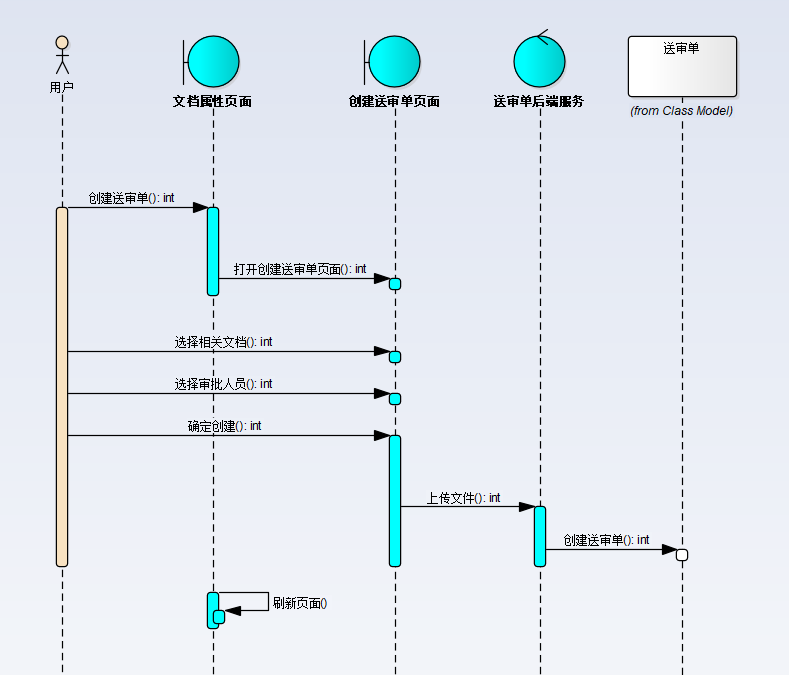 送审单
用户
文档属性页面
创建送审单页面
送审单后端服务
(from Class Model)
创建送审单(): int
打开创建送审单页面(): int
选择相关文档(): int
选择审批人员(): int
确定创建(): int
上传文件(): int
创建送审单(): int
刷新页面()